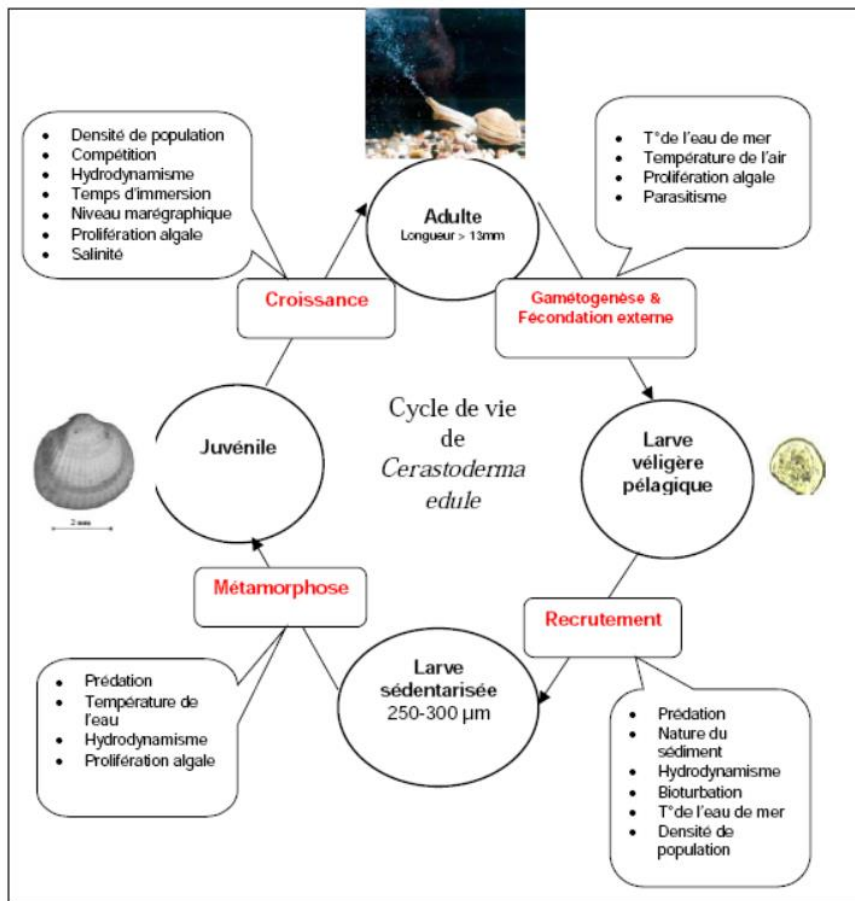 Densité de population
Compétition
Hydrodynamisme
Temps d'immersion
Niveau marégraphique
Prolifération algale
Salinité
Adulte
Longueur > 13mm
T°de l'eau de mer
Température de l'air
Prolifération algale
Parasitisme
Croissance
Gamétogenèse &
Fécondation externe
Juvénile
2 mm
Cycle de vie
de
Cerastoderma
edule
Larve
véligère
pélagique
Métamorphose
Recrutement
Larve
sédentarisée
250-300 µm
Prédation
Température de
l'eau
Hydrodynamisme
Prolifération algale
Prédation
Nature du
sédiment
Hydrodynamisme
Bioturbation
T°de l'eau de mer
Densité de
population